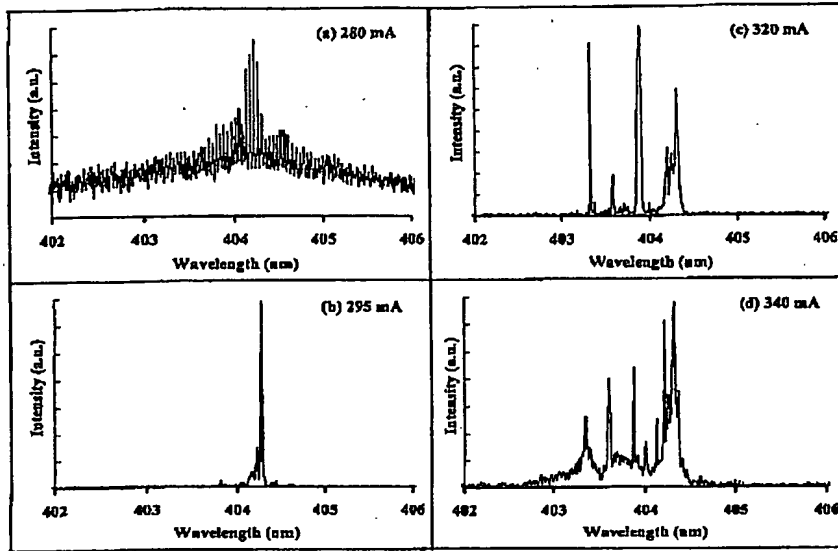 (a) 280 mA
Intensity (a.u.)
402 403 404 405 406
Wavelength (nm)
(c) 320 mA
Intensity (a.u.)
402 403 404 405 406
Wavelength (nm)
(b) 295 mA
Intensity (a.u.)
402 403 404 405 406
Wavelength (nm)
(d) 340 mA
Intensity (a.u.)
402 403 404 405 406
Wavelength (nm)